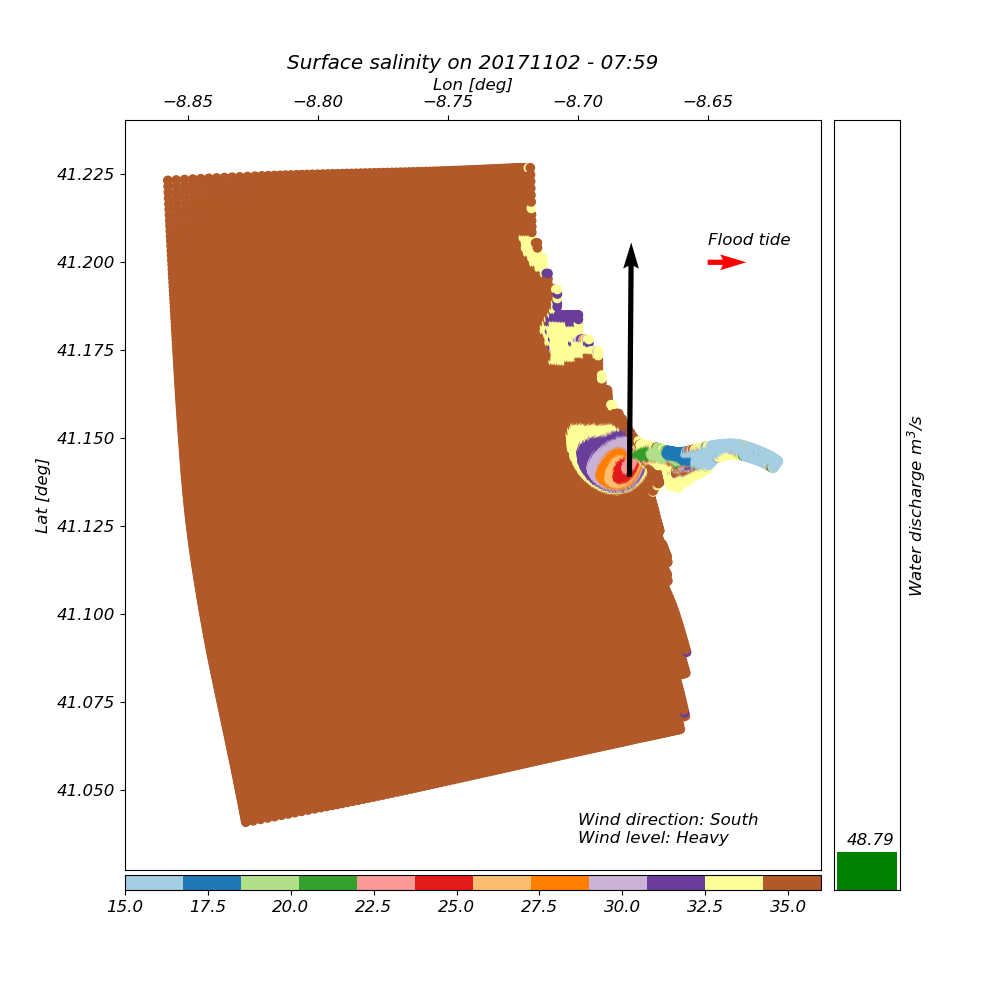 Surface salinity on 20171102 - 07:59
Lon [deg]
−8.85 −8.80 −8.75 −8.70 −8.65
41.225
41.200
41.175
41.150
41.125
41.100
41.075
41.050
Lat [deg]
Flood tide
Wind direction: South
Wind level: Heavy
Water discharge m³/s
48.79
15.0 17.5 20.0 22.5 25.0 27.5 30.0 32.5 35.0